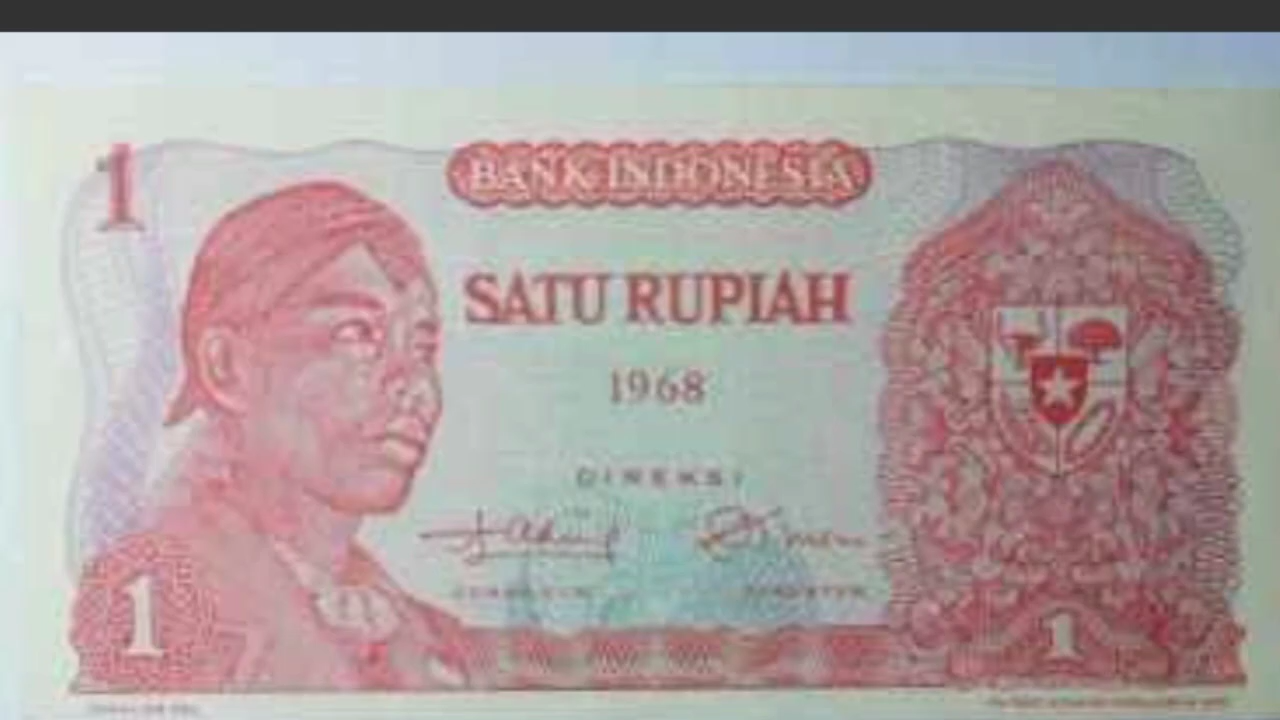 1
BANK INDONESIA
SATU RUPIAH
1968
DIREKSI
1
1